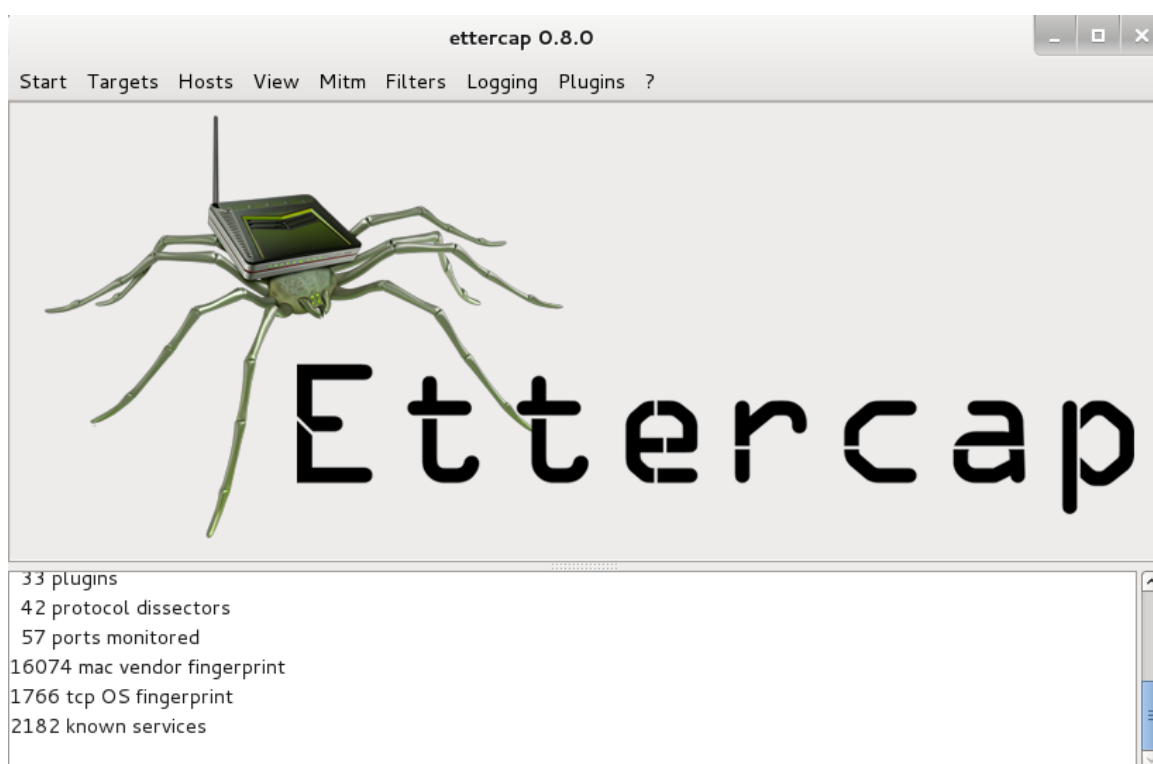 ettercap 0.8.0
Start Targets Hosts View Mitm Filters Logging Plugins ?
Ettercap
33 plugins
42 protocol dissectors
57 ports monitored
16074 mac vendor fingerprint
1766 tcp OS fingerprint
2182 known services